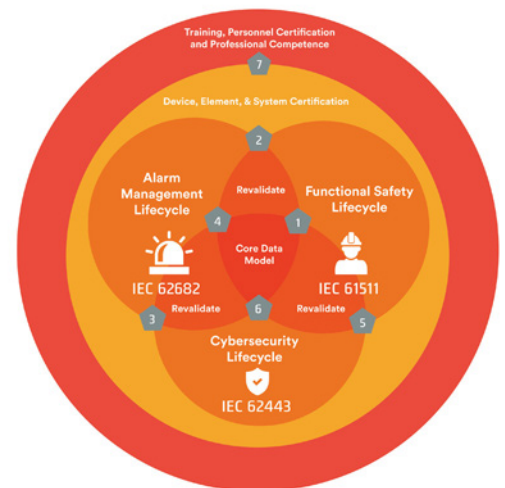 Training, Personnel Certification
and Professional Competence
7
Device, Element, & System Certification
2
Alarm
Management
Lifecycle
Revalidate
Functional Safety
Lifecycle
4
1
Core Data
Model
IEC 62682
IEC 61511
Revalidate
6
Revalidate
3
5
Cybersecurity
Lifecycle
IEC 62443